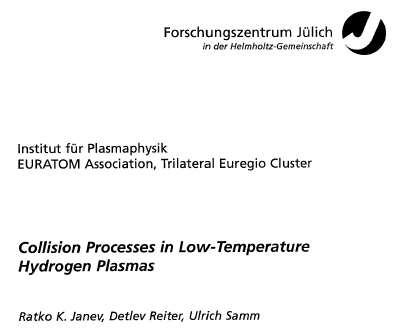 Forschungszentrum Jülich
in der Helmholtz-Gemeinschaft
Institut für Plasmaphysik
EURATOM Association, Trilateral Euregio Cluster
Collision Processes in Low-Temperature
Hydrogen Plasmas
Ratko K. Janev, Detlev Reiter, Ulrich Samm